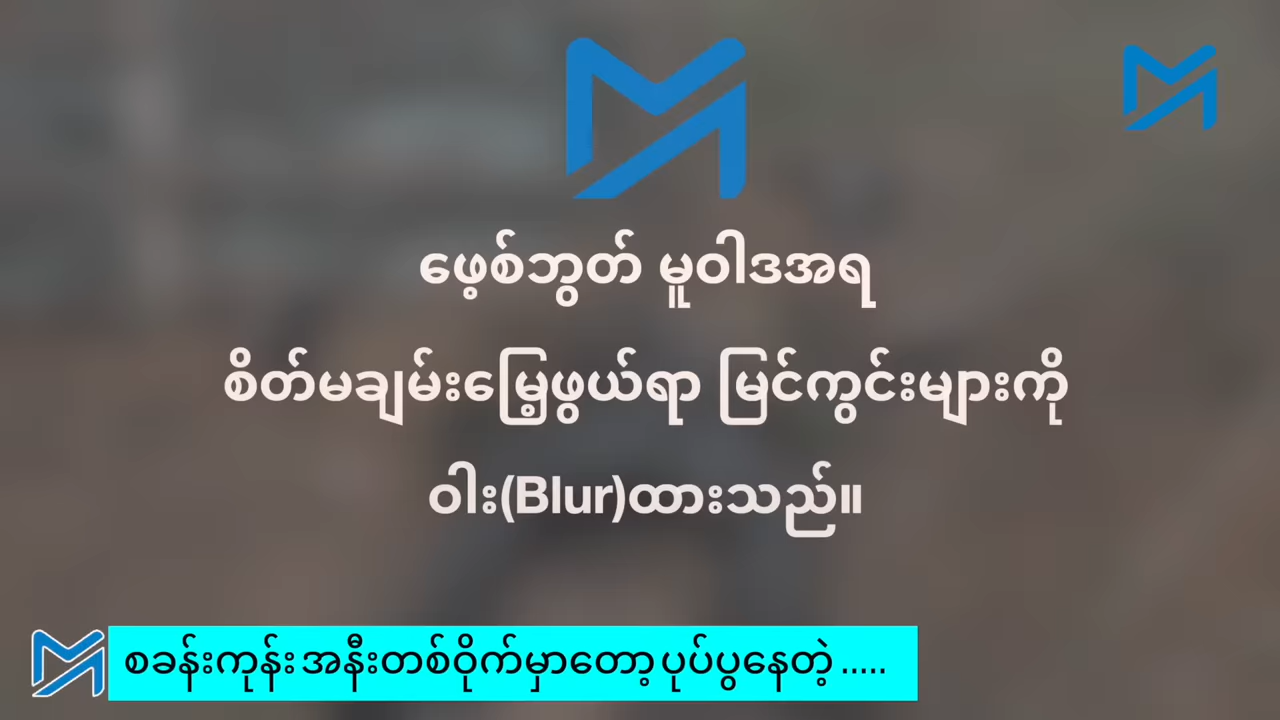 ဖေ့စ်ဘွတ် မူဝါဒအရ
စိတ်မချမ်းမြေ့ဖွယ်ရာ မြင်ကွင်းများကို
ဝါး(Blur)ထားသည်။
စခန်းကုန်း အနီးတစ်ဝိုက်မှာတော့ ပုပ်ပွနေတဲ့ .....